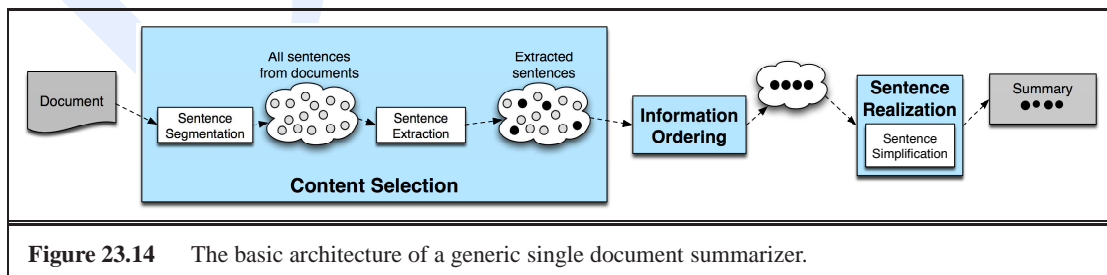 Document
Sentence
Segmentation
All sentences
from documents
Sentence
Extraction
Extracted
sentences
Content Selection
Information
Ordering
Sentence
Realization
Sentence
Simplification
Summary
Figure 23.14 The basic architecture of a generic single document summarizer.